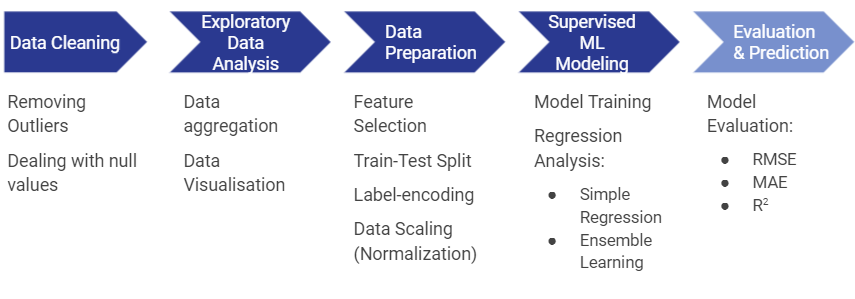 Data Cleaning
Exploratory
Data
Analysis
Data
Preparation
Supervised
ML
Modeling
Evaluation
& Prediction
Removing
Outliers
Dealing with null
values
Data
aggregation
Data
Visualisation
Feature
Selection
Train-Test Split
Label-encoding
Data Scaling
(Normalization)
Model Training
Regression
Analysis:
● Simple
Regression
● Ensemble
Learning
Model
Evaluation:
● RMSE
● MAE
● R²